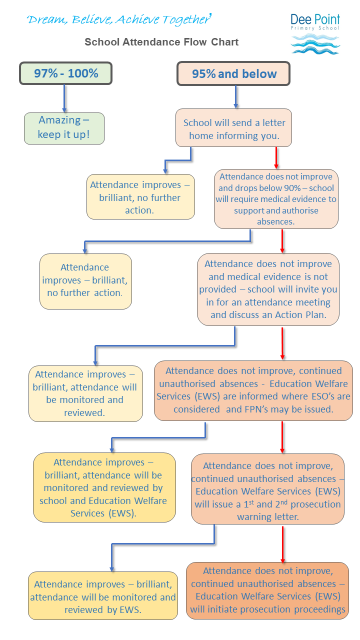 'Dream, Believe, Achieve Together'
Dee Point
Primary School
School Attendance Flow Chart
97% - 100%
95% and below
Amazing –
keep it up!
School will send a letter
home informing you.
Attendance improves –
brilliant, no further
action.
Attendance does not improve
and drops below 90% – school
will require medical evidence to
support and authorise
absences.
Attendance
improves – brilliant,
no further action.
Attendance does not improve
and medical evidence is not
provided – school will invite you
in for an attendance meeting
and discuss an Action Plan.
Attendance improves –
brilliant, attendance will
be monitored and
reviewed.
Attendance does not improve, continued
unauthorised absences - Education Welfare
Services (EWS) are informed where ESO's are
considered and FPN's may be issued.
Attendance improves –
brilliant, attendance will be
monitored and reviewed by
school and Education Welfare
Services (EWS).
Attendance does not improve,
continued unauthorised absences –
Education Welfare Services (EWS)
will issue a 1st and 2nd prosecution
warning letter.
Attendance improves – brilliant,
attendance will be monitored and
reviewed by EWS.
Attendance does not improve,
continued unauthorised absences –
Education Welfare Services (EWS)
will initiate prosecution proceedings